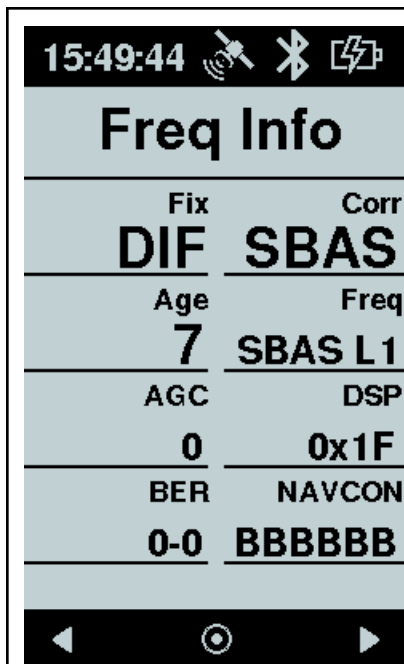 15:49:44
Freq Info
Fix Corr
DIF SBAS
Age Freq
7 SBAS L1
AGC DSP
0 0x1F
BER NAVCON
0-0 BBBBBB